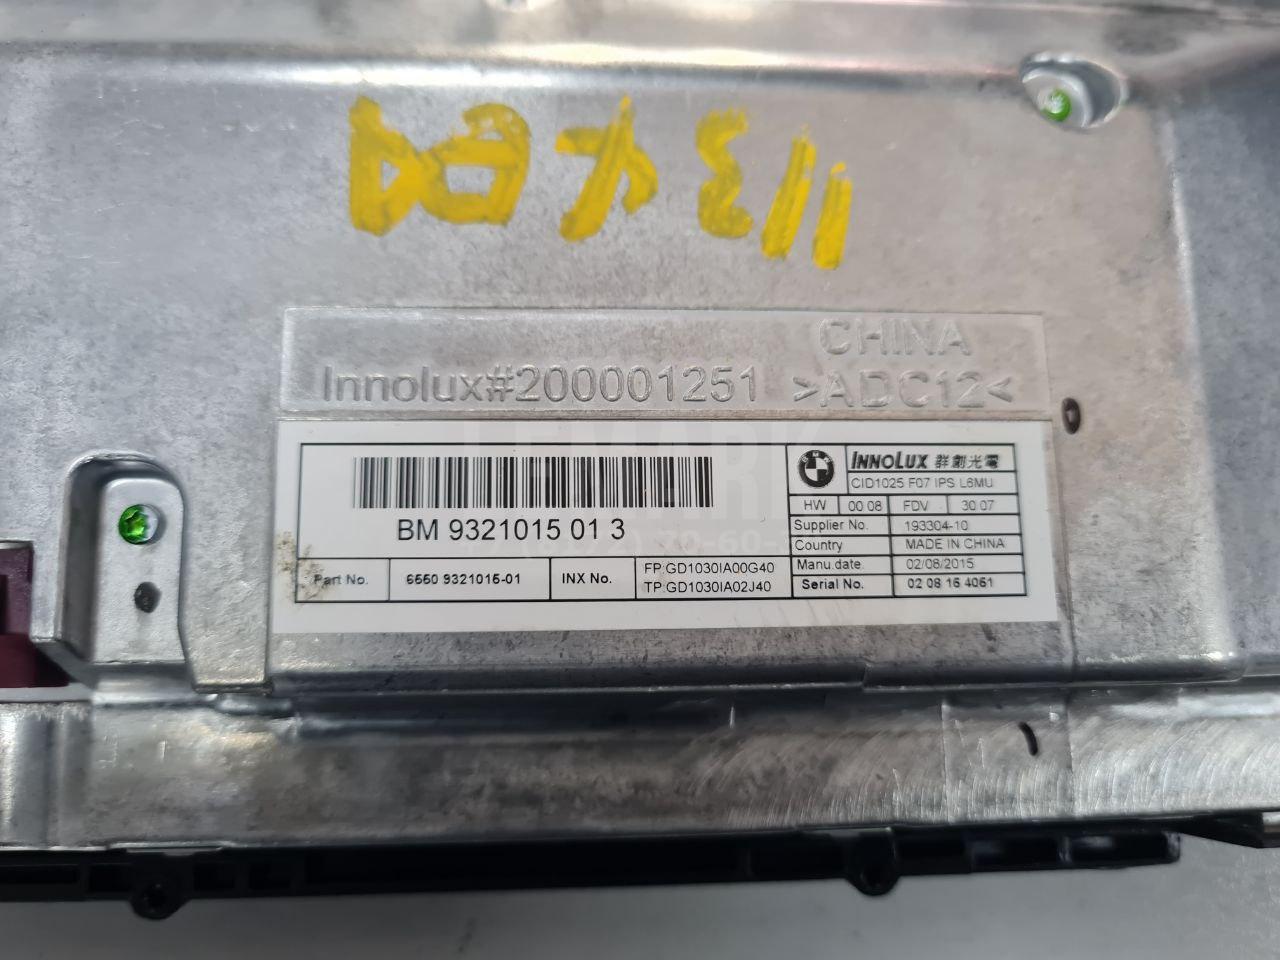 CHINA
Innolux#200001251 >ADC12<
BM 9321015 01 3
BMW
INNOLUX 群創光電
CID1025 F07 IPS L6MU
HW 00 08 FDV . 30 07
Supplier No. 193304-10
Country MADE IN CHINA
Manu.date. 02/08/2015
Serial No. 02 08 15 4061
Part No. 6550 9321015-01 INX No. FP:GD1030IA00G40
TP:GD1030IA02J40